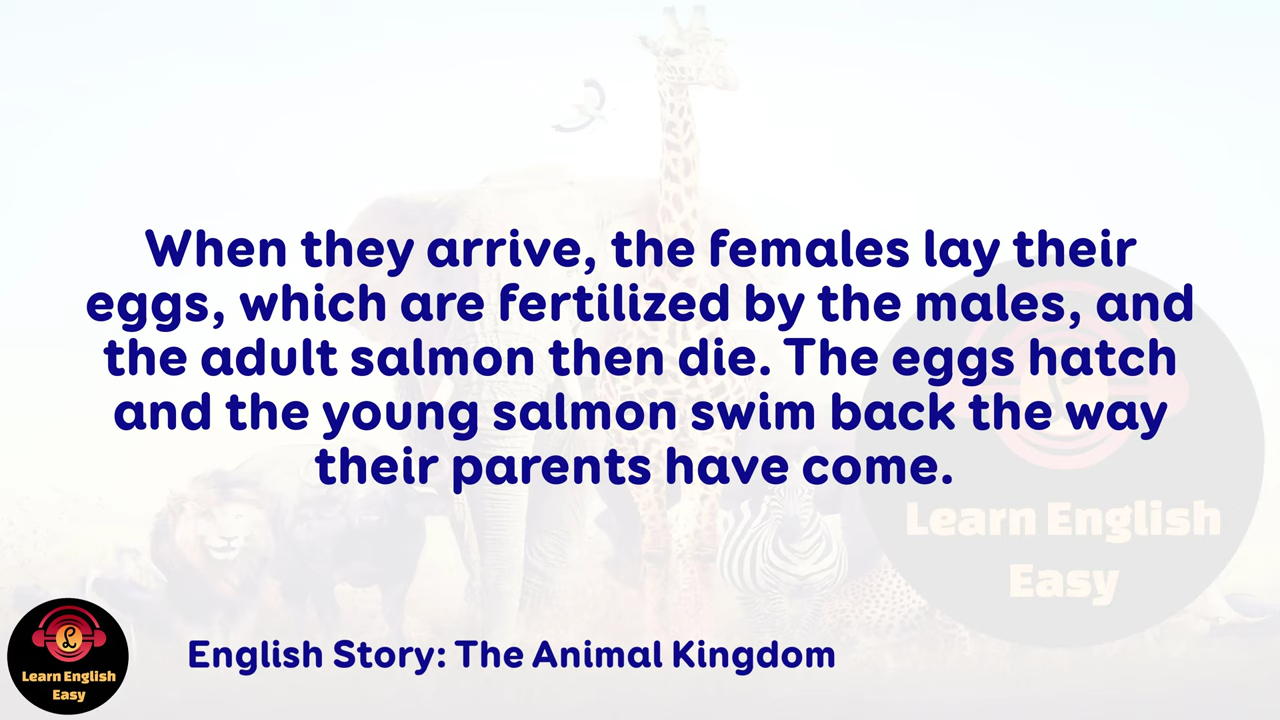 When they arrive, the females lay their
eggs, which are fertilized by the males, and
the adult salmon then die. The eggs hatch
and the young salmon swim back the way
their parents have come.
Learn English
Easy
L
Learn English
Easy
English Story: The Animal Kingdom